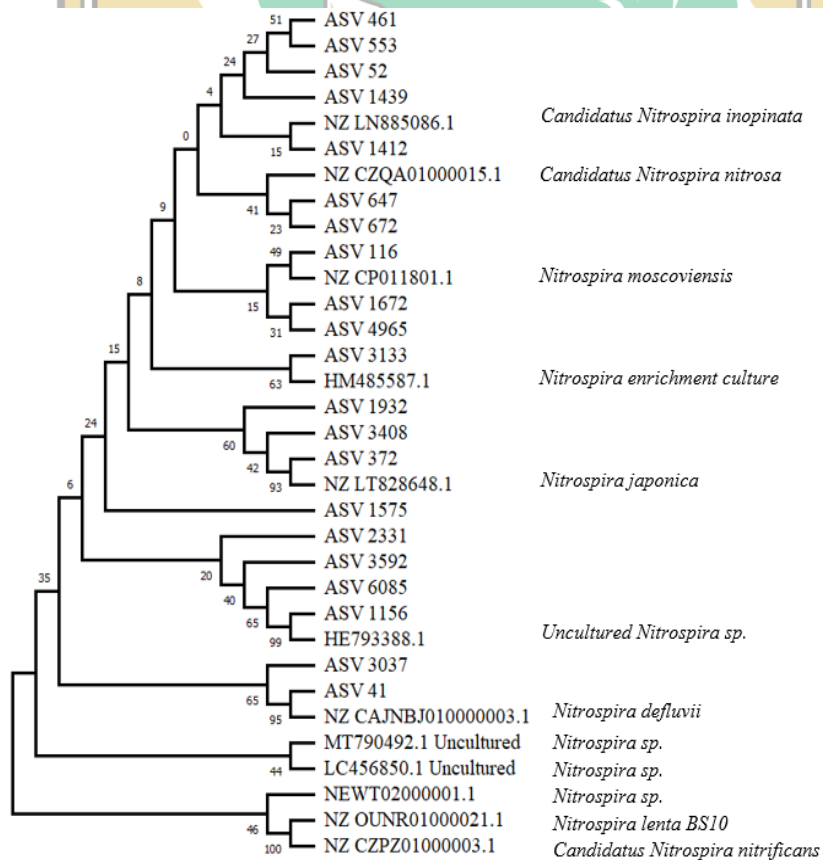 51 ASV 461
27 ASV 553
24 ASV 52
4 ASV 1439
NZ LN885086.1 Candidatus Nitrospira inopinata
0 15 ASV 1412
NZ CZQA01000015.1 Candidatus Nitrospira nitrosa
9 41 ASV 647
23 ASV 672
49 ASV 116
8 NZ CP011801.1 Nitrospira moscoviensis
15 ASV 1672
31 ASV 4965
15 ASV 3133
63 HM485587.1 Nitrospira enrichment culture
ASV 1932
24 60 ASV 3408
42 ASV 372
6 93 NZ LT828648.1 Nitrospira japonica
ASV 1575
ASV 2331
35 20 ASV 3592
40 ASV 6085
65 ASV 1156
99 HE793388.1 Uncultured Nitrospira sp.
ASV 3037
65 ASV 41
95 NZ CAJNBJ010000003.1 Nitrospira defluvii
MT790492.1 Uncultured Nitrospira sp.
44 LC456850.1 Uncultured Nitrospira sp.
NEWT02000001.1 Nitrospira sp.
46 NZ OUNR01000021.1 Nitrospira lenta BS10
100 NZ CZPZ01000003.1 Candidatus Nitrospira nitrificans